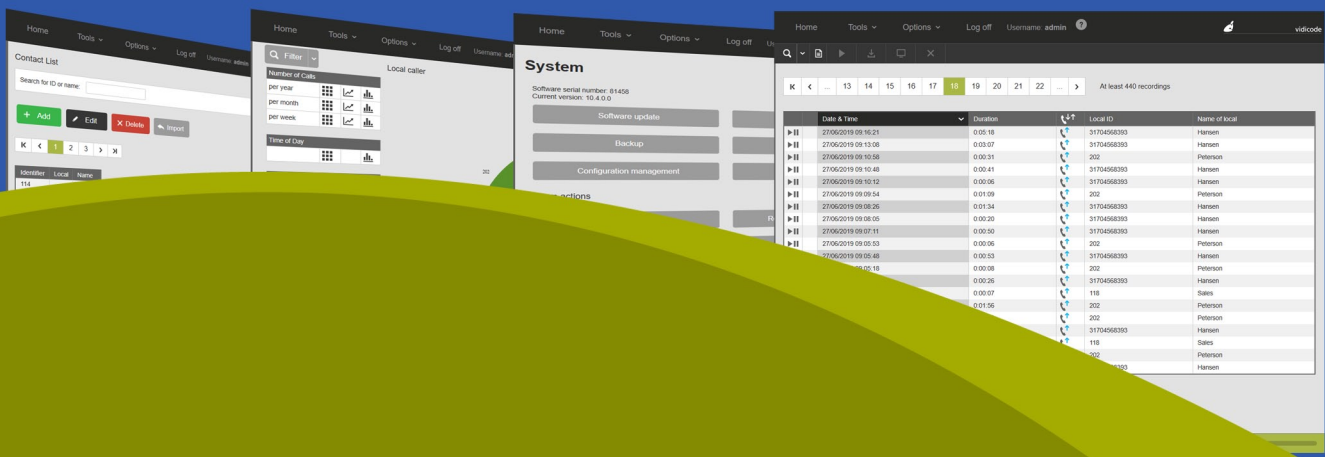 Home Tools Options Log off Username: admin
Contact List
Search for ID or name:
+ Add Edit X Delete Import
1 2 3
Identifier Local Name
114
Home Tools Options Log off Username:
Filter
Local caller
Number of Calls
per year
per month
per week
Time of Day
202
Home Tools Options Log off
System
Software serial number: 81458
Current version: 10.4.0.0
Software update
Backup
Configuration management
actions
Home Tools Options Log off Username: admin ?
vidicode
... 13 14 15 16 17 18 19 20 21 22 ... At least 440 recordings
Date & Time Duration Local ID Name of local
27/06/2019 09:16:21 0:05:18 31704568393 Hansen
27/06/2019 09:13:08 0:03:07 31704568393 Hansen
27/06/2019 09:10:58 0:00:31 202 Peterson
27/06/2019 09:10:48 0:00:41 31704568393 Hansen
27/06/2019 09:10:12 0:00:06 31704568393 Hansen
27/06/2019 09:09:54 0:01:09 202 Peterson
27/06/2019 09:08:26 0:01:34 31704568393 Hansen
27/06/2019 09:08:05 0:00:20 31704568393 Hansen
27/06/2019 09:07:11 0:00:50 31704568393 Hansen
27/06/2019 09:05:53 0:00:06 202 Peterson
27/06/2019 09:05:48 0:00:53 31704568393 Hansen
09:05:18 0:00:08 202 Peterson
0:00:26 31704568393 Hansen
0:00:07 118 Sales
0:01:56 202 Peterson
202 Peterson
31704568393 Hansen
118 Sales
202 Peterson
Hansen